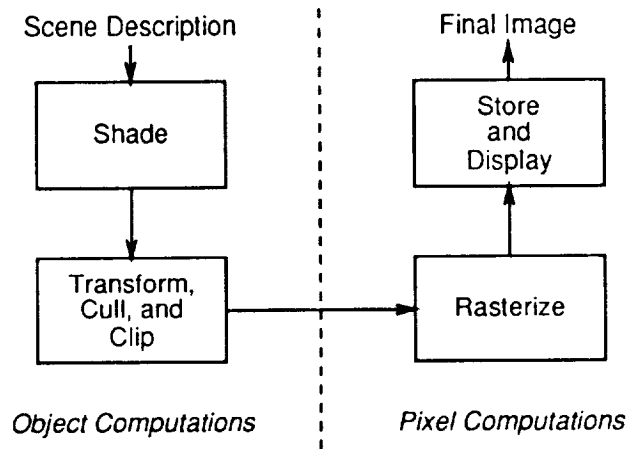 Scene Description
Shade
Transform,
Cull, and
Clip
Object Computations
Final Image
Store
and
Display
Rasterize
Pixel Computations